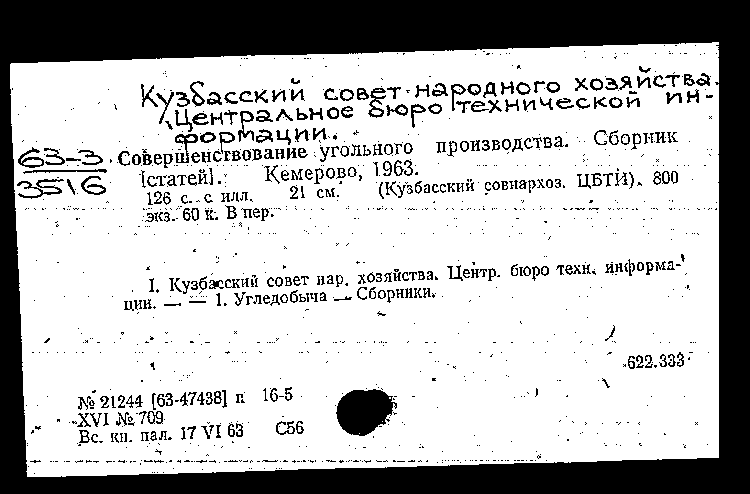 Кузбасский совет народного хозяйства.
Центральное бюро технической ин-
формации.
63-3
3516
Совершенствование угольного производства. Сборник
[статей]. Кемерово, 1963.
126 с. с илл. 21 см. (Кузбасский совнархоз. ЦБТИ). 800
экз. 60 к. В пер.
I. Кузбасский совет нар. хозяйства. Центр. бюро техн. информа-
ции. — — 1. Угледобыча — Сборники.
622.333
№ 21244 [63-47438] п 16-5
XVI № 709
Вс. кн. пал. 17 VI 63 С56